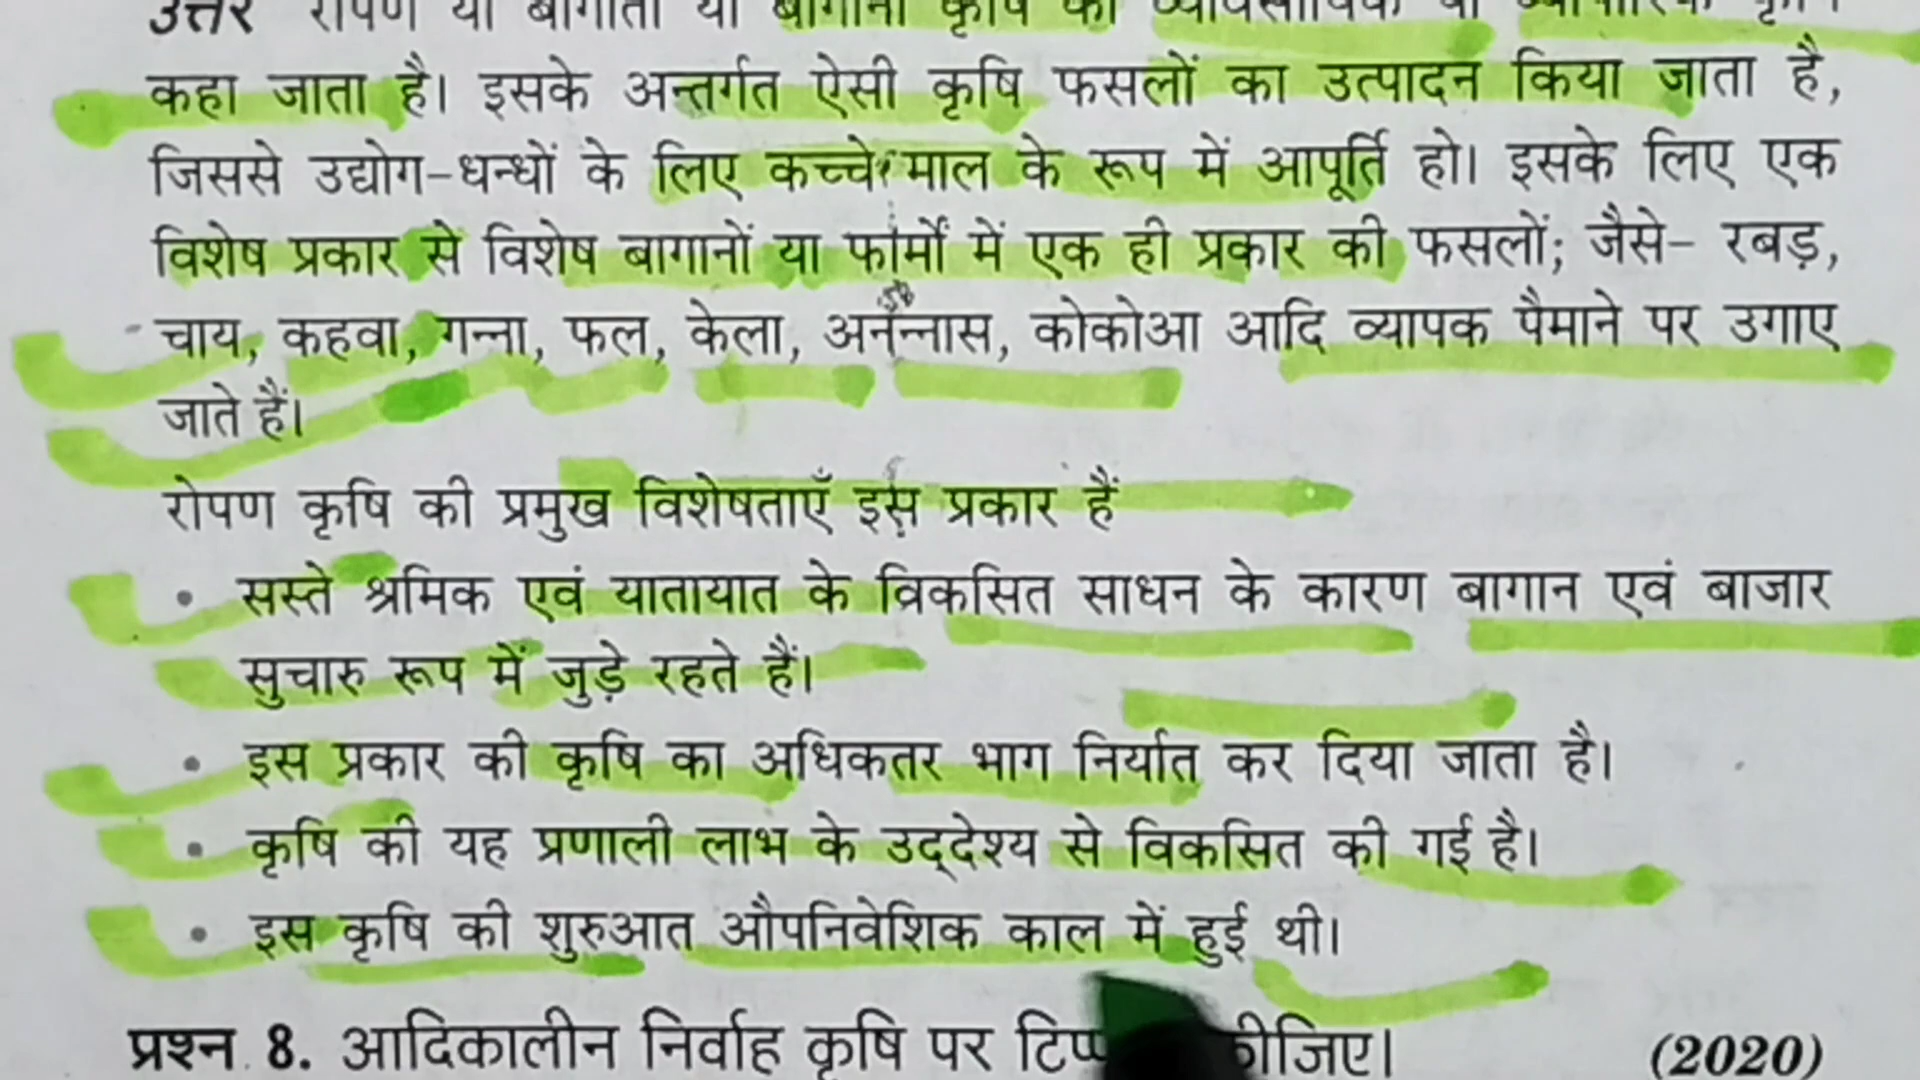 उत्तर रोपण या बागाती या बागानी कृषि को व्यावसायिक या व्यापारिक कृषि
कहा जाता है। इसके अन्तर्गत ऐसी कृषि फसलों का उत्पादन किया जाता है,
जिससे उद्योग-धन्धों के लिए कच्चे माल के रूप में आपूर्ति हो। इसके लिए एक
विशेष प्रकार से विशेष बागानों या फार्मों में एक ही प्रकार की फसलों; जैसे- रबड़,
चाय, कहवा, गन्ना, फल, केला, अनन्नास, कोकोआ आदि व्यापक पैमाने पर उगाए
जाते हैं।
रोपण कृषि की प्रमुख विशेषताएँ इस प्रकार हैं
• सस्ते श्रमिक एवं यातायात के विकसित साधन के कारण बागान एवं बाजार
सुचारु रूप में जुड़े रहते हैं।
• इस प्रकार की कृषि का अधिकतर भाग निर्यात कर दिया जाता है।
• कृषि की यह प्रणाली लाभ के उद्‌देश्य से विकसित की गई है।
• इस कृषि की शुरुआत औपनिवेशिक काल में हुई थी।
प्रश्न 8. आदिकालीन निर्वाह कृषि पर (2020)